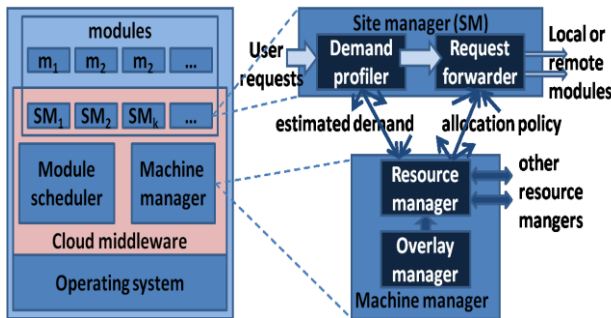 modules
m1 m2 m2 ...
SM1 SM2 SMk ...
Module scheduler
Machine manager
Cloud middleware
Operating system
Site manager (SM)
User requests
Demand profiler
Request forwarder
Local or remote modules
estimated demand
allocation policy
Resource manager
other resource mangers
Overlay manager
Machine manager